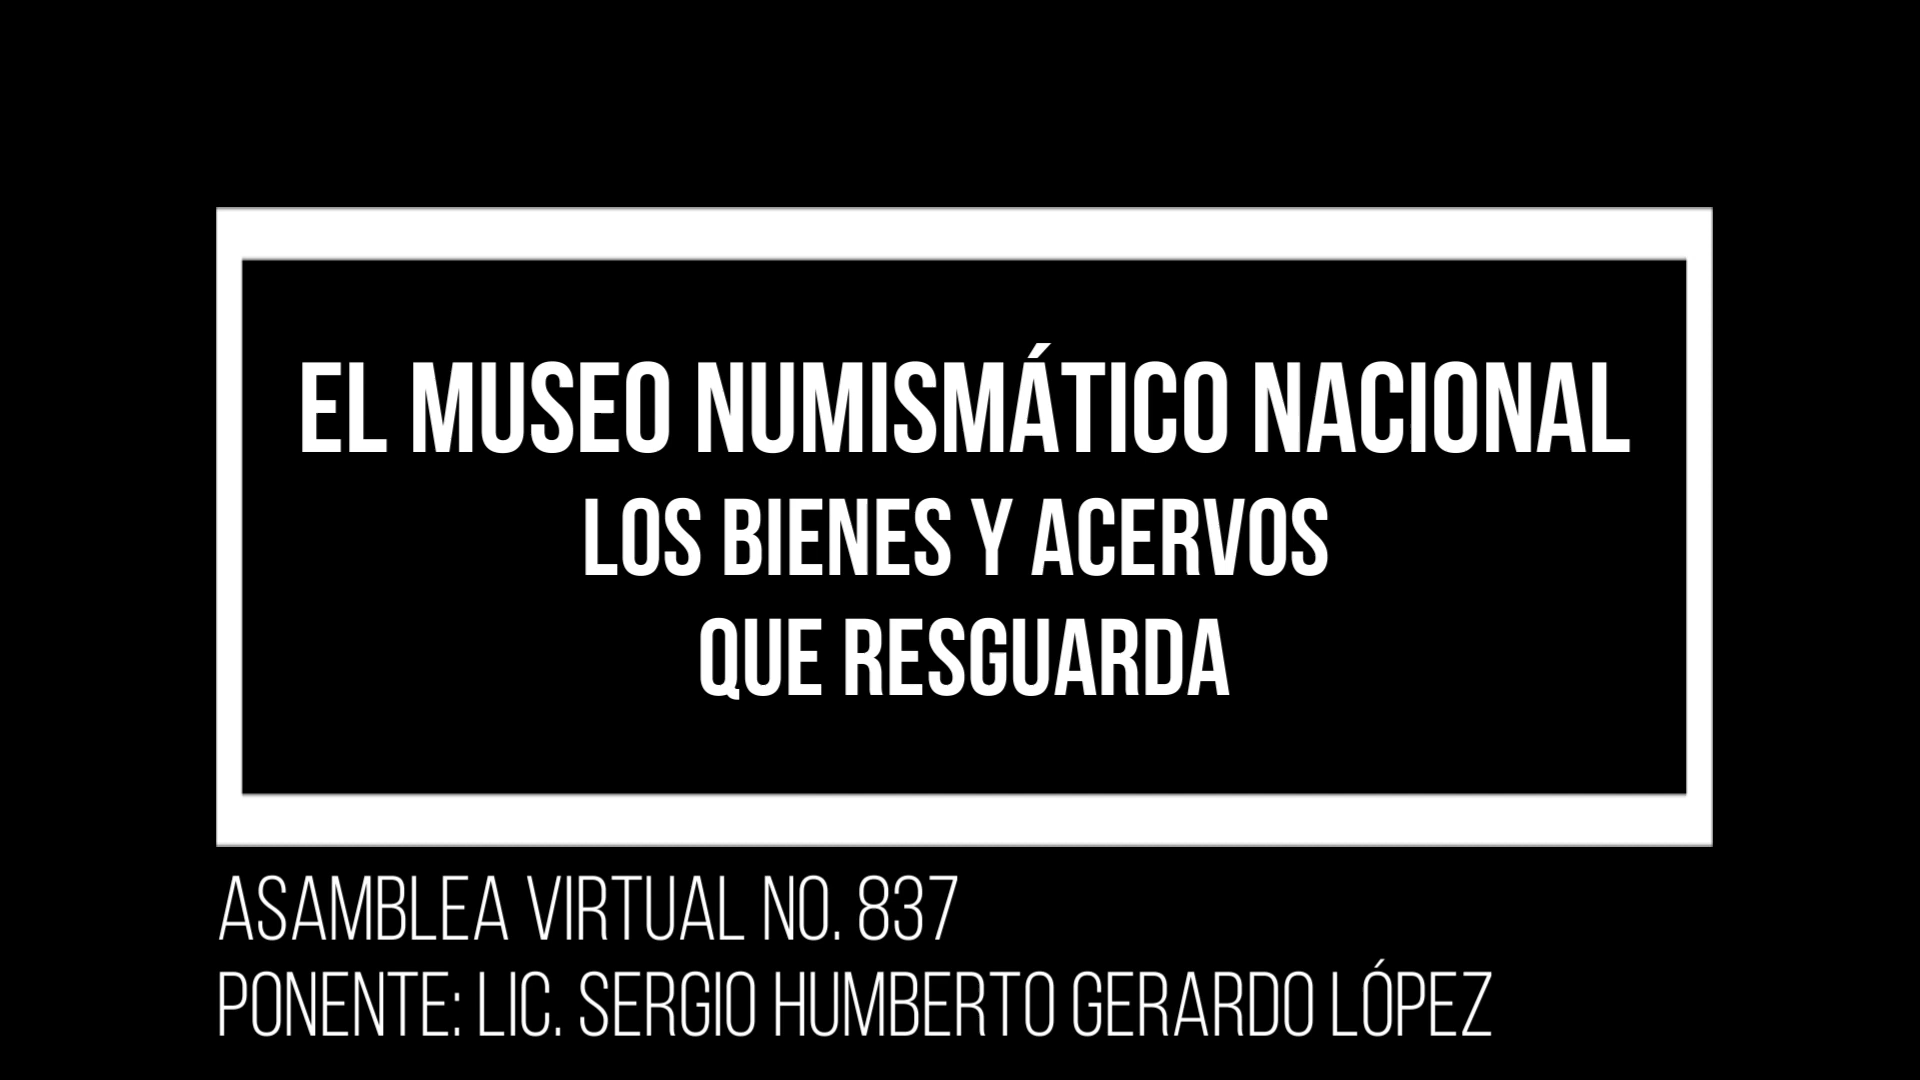 EL MUSEO NUMISMÁTICO NACIONAL
LOS BIENES Y ACERVOS
QUE RESGUARDA
ASAMBLEA VIRTUAL NO. 837
PONENTE: LIC. SERGIO HUMBERTO GERARDO LÓPEZ